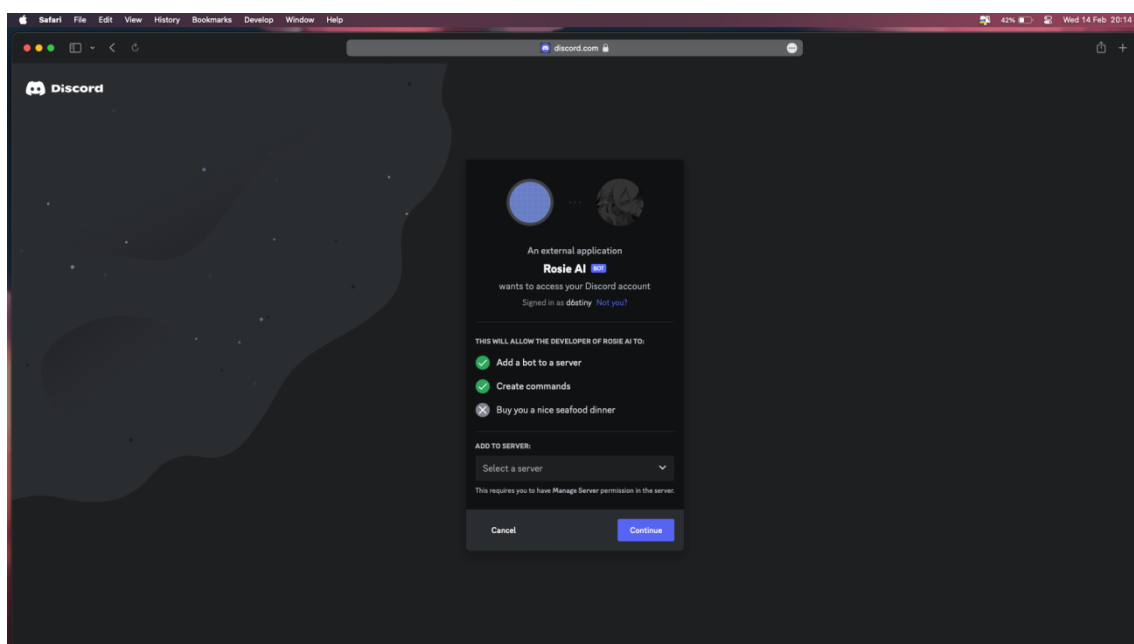 Safari File Edit View History Bookmarks Develop Window Help 42% Wed 14 Feb 20:14
discord.com
Discord
An external application
Rosie AI BOT
wants to access your Discord account
Signed in as d6stiny Not you?
THIS WILL ALLOW THE DEVELOPER OF ROSIE AI TO:
Add a bot to a server
Create commands
Buy you a nice seafood dinner
ADD TO SERVER:
Select a server
This requires you to have Manage Server permission in the server.
Cancel Continue